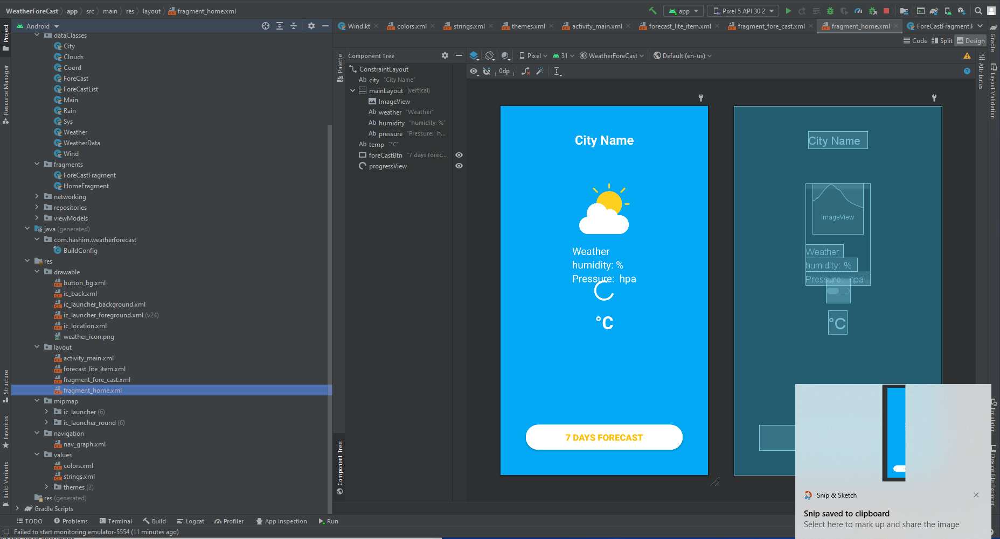 WeatherForeCast
app
src
main
res
layout
fragment_home.xml
app
Pixel 5 API 30 2
Android
Wind.kt
colors.xml
strings.xml
themes.xml
activity_main.xml
forecast_lite_item.xml
fragment_fore_cast.xml
fragment_home.xml
ForeCastFragment.k
Code
Split
Design
Project
Resource Manager
Structure
Favorites
Build Variants
dataClasses
City
Clouds
Coord
ForeCast
ForeCastList
Main
Rain
Sys
Weather
WeatherData
Wind
fragments
ForeCastFragment
HomeFragment
networking
repositories
viewModels
java (generated)
com.hashim.weatherforecast
BuildConfig
res
drawable
button_bg.xml
ic_back.xml
ic_launcher_background.xml
ic_launcher_foreground.xml (v24)
ic_location.xml
weather_icon.png
layout
activity_main.xml
forecast_lite_item.xml
fragment_fore_cast.xml
fragment_home.xml
mipmap
ic_launcher (6)
ic_launcher_round (6)
navigation
nav_graph.xml
values
colors.xml
strings.xml
themes (2)
res (generated)
Gradle Scripts
Palette
Component Tree
Component Tree
ConstraintLayout
Ab city "City Name"
mainLayout (vertical)
ImageView
Ab weather "Weather"
Ab humidity "humidity: %"
Ab pressure "Pressure: h...
Ab temp "°C"
foreCastBtn "7 days forec...
progressView
Pixel
31
WeatherForeCast
Default (en-us)
0dp
City Name
Weather
humidity: %
Pressure: hpa
°C
7 DAYS FORECAST
City Name
ImageView
Weather
humidity: %
Pressure: hpa
°C
Attributes
Gradle
Layout Validation
Emulator
Device File Explorer
Snip & Sketch
Snip saved to clipboard
Select here to mark up and share the image
TODO
Problems
Terminal
Build
Logcat
Profiler
App Inspection
Run
Failed to start monitoring emulator-5554 (11 minutes ago)